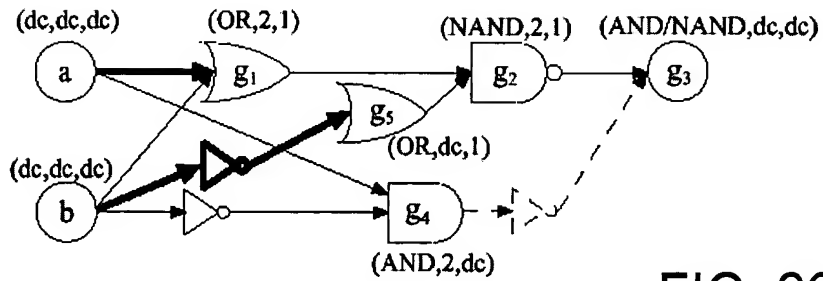 (dc,dc,dc)
(OR,2,1)
(NAND,2,1)
(AND/NAND,dc,dc)
a
g1
g2
g3
g5
(OR,dc,1)
(dc,dc,dc)
b
g4
(AND,2,dc)